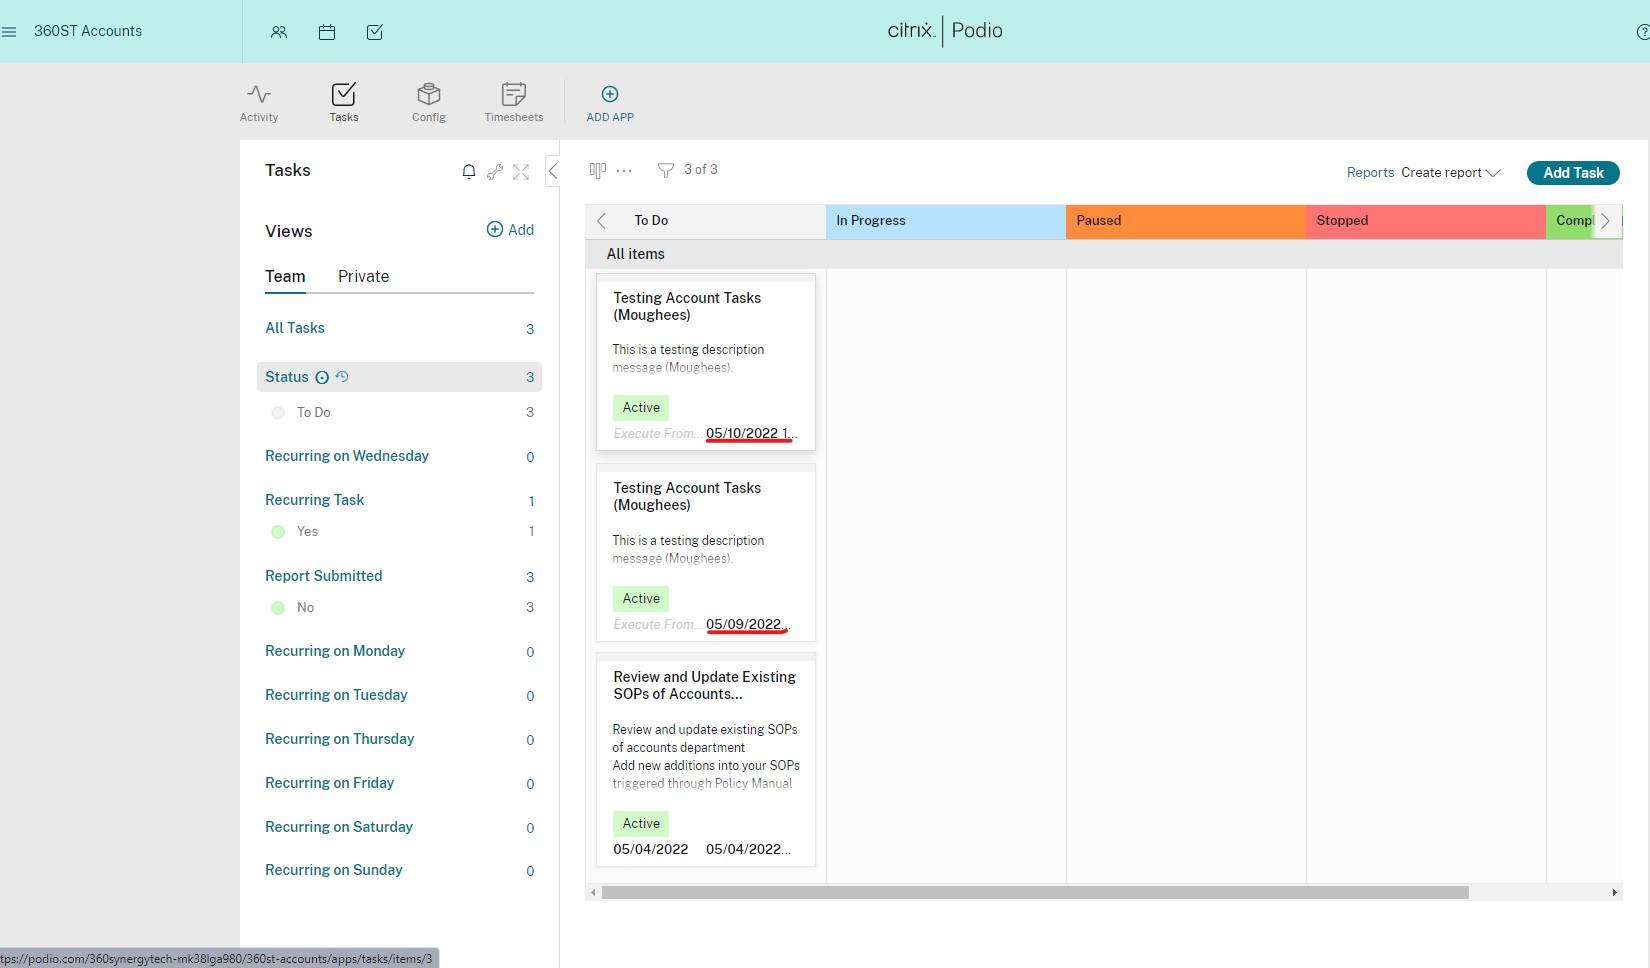 360ST Accounts
citrix. | Podio
Activity
Tasks
Config
Timesheets
ADD APP
Tasks
3 of 3
Reports Create report
Add Task
Views
Add
Team Private
All Tasks 3
Status 3
To Do 3
Recurring on Wednesday 0
Recurring Task 1
Yes 1
Report Submitted 3
No 3
Recurring on Monday 0
Recurring on Tuesday 0
Recurring on Thursday 0
Recurring on Friday 0
Recurring on Saturday 0
Recurring on Sunday 0
To Do
In Progress
Paused
Stopped
Compl
All items
Testing Account Tasks
(Moughees)
This is a testing description
message (Moughees).
Active
Execute From... 05/10/2022 1...
Testing Account Tasks
(Moughees)
This is a testing description
message (Moughees).
Active
Execute From... 05/09/2022...
Review and Update Existing
SOPs of Accounts...
Review and update existing SOPs
of accounts department
Add new additions into your SOPs
triggered through Policy Manual
Active
05/04/2022 05/04/2022...
tps://podio.com/360synergytech-mk38lga980/360st-accounts/apps/tasks/items/3